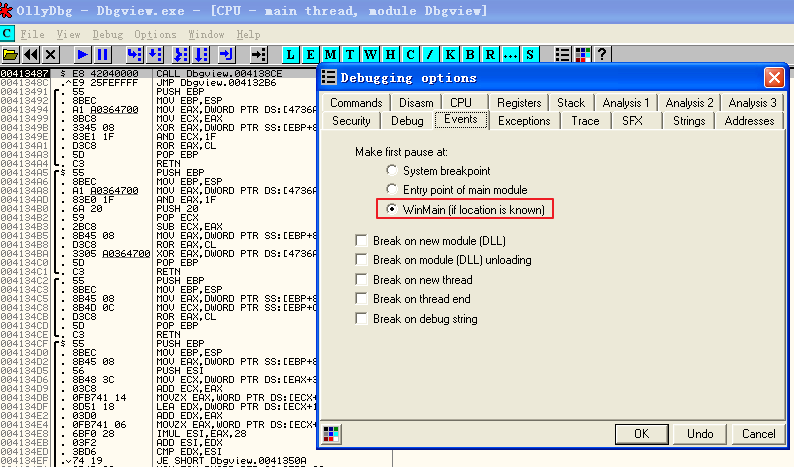 OllyDbg - Dbgview.exe - [CPU - main thread, module Dbgview]
C File View Debug Options Window Help
L E M T W H C / K B R ... S ?
00413487 $ E8 42040000 CALL Dbgview.004138CE
0041348C .^E9 25FEFFFF JMP Dbgview.004132B6
00413491 $ 55 PUSH EBP
00413492 . 8BEC MOV EBP,ESP
00413494 . A1 A0364700 MOV EAX,DWORD PTR DS:[4736A
00413499 . 8BC8 MOV ECX,EAX
0041349B . 3345 08 XOR EAX,DWORD PTR SS:[EBP+8
0041349E . 83E1 1F AND ECX,1F
004134A1 . D3C8 ROR EAX,CL
004134A3 . 5D POP EBP
004134A4 . C3 RETN
004134A5 $ 55 PUSH EBP
004134A6 . 8BEC MOV EBP,ESP
004134A8 . A1 A0364700 MOV EAX,DWORD PTR DS:[4736A
004134AD . 83E0 1F AND EAX,1F
004134B0 . 6A 20 PUSH 20
004134B2 . 59 POP ECX
004134B3 . 2BC8 SUB ECX,EAX
004134B5 . 8B45 08 MOV EAX,DWORD PTR SS:[EBP+8
004134B8 . D3C8 ROR EAX,CL
004134BA . 3305 A0364700 XOR EAX,DWORD PTR DS:[4736A
004134C0 . 5D POP EBP
004134C1 . C3 RETN
004134C2 $ 55 PUSH EBP
004134C3 . 8BEC MOV EBP,ESP
004134C5 . 8B45 08 MOV EAX,DWORD PTR SS:[EBP+8
004134C8 . 8B4D 0C MOV ECX,DWORD PTR SS:[EBP+C
004134CB . D3C8 ROR EAX,CL
004134CD . 5D POP EBP
004134CE . C3 RETN
004134CF $ 55 PUSH EBP
004134D0 . 8BEC MOV EBP,ESP
004134D2 . 8B45 08 MOV EAX,DWORD PTR SS:[EBP+8
004134D5 . 56 PUSH ESI
004134D6 . 8B48 3C MOV ECX,DWORD PTR DS:[EAX+3
004134D9 . 03C8 ADD ECX,EAX
004134DB . 0FB741 14 MOVZX EAX,WORD PTR DS:[ECX+
004134DF . 8D51 18 LEA EDX,DWORD PTR DS:[ECX+1
004134E2 . 03D0 ADD EDX,EAX
004134E4 . 0FB741 06 MOVZX EAX,WORD PTR DS:[ECX+
004134E8 . 6BF0 28 IMUL ESI,EAX,28
004134EB . 03F2 ADD ESI,EDX
004134ED . 3BD6 CMP EDX,ESI
004134EF .v74 19 JE SHORT Dbgview.0041350A
Debugging options
Commands Disasm CPU Registers Stack Analysis 1 Analysis 2 Analysis 3
Security Debug Events Exceptions Trace SFX Strings Addresses
Make first pause at:
System breakpoint
Entry point of main module
WinMain (if location is known)
Break on new module (DLL)
Break on module (DLL) unloading
Break on new thread
Break on thread end
Break on debug string
OK Undo Cancel